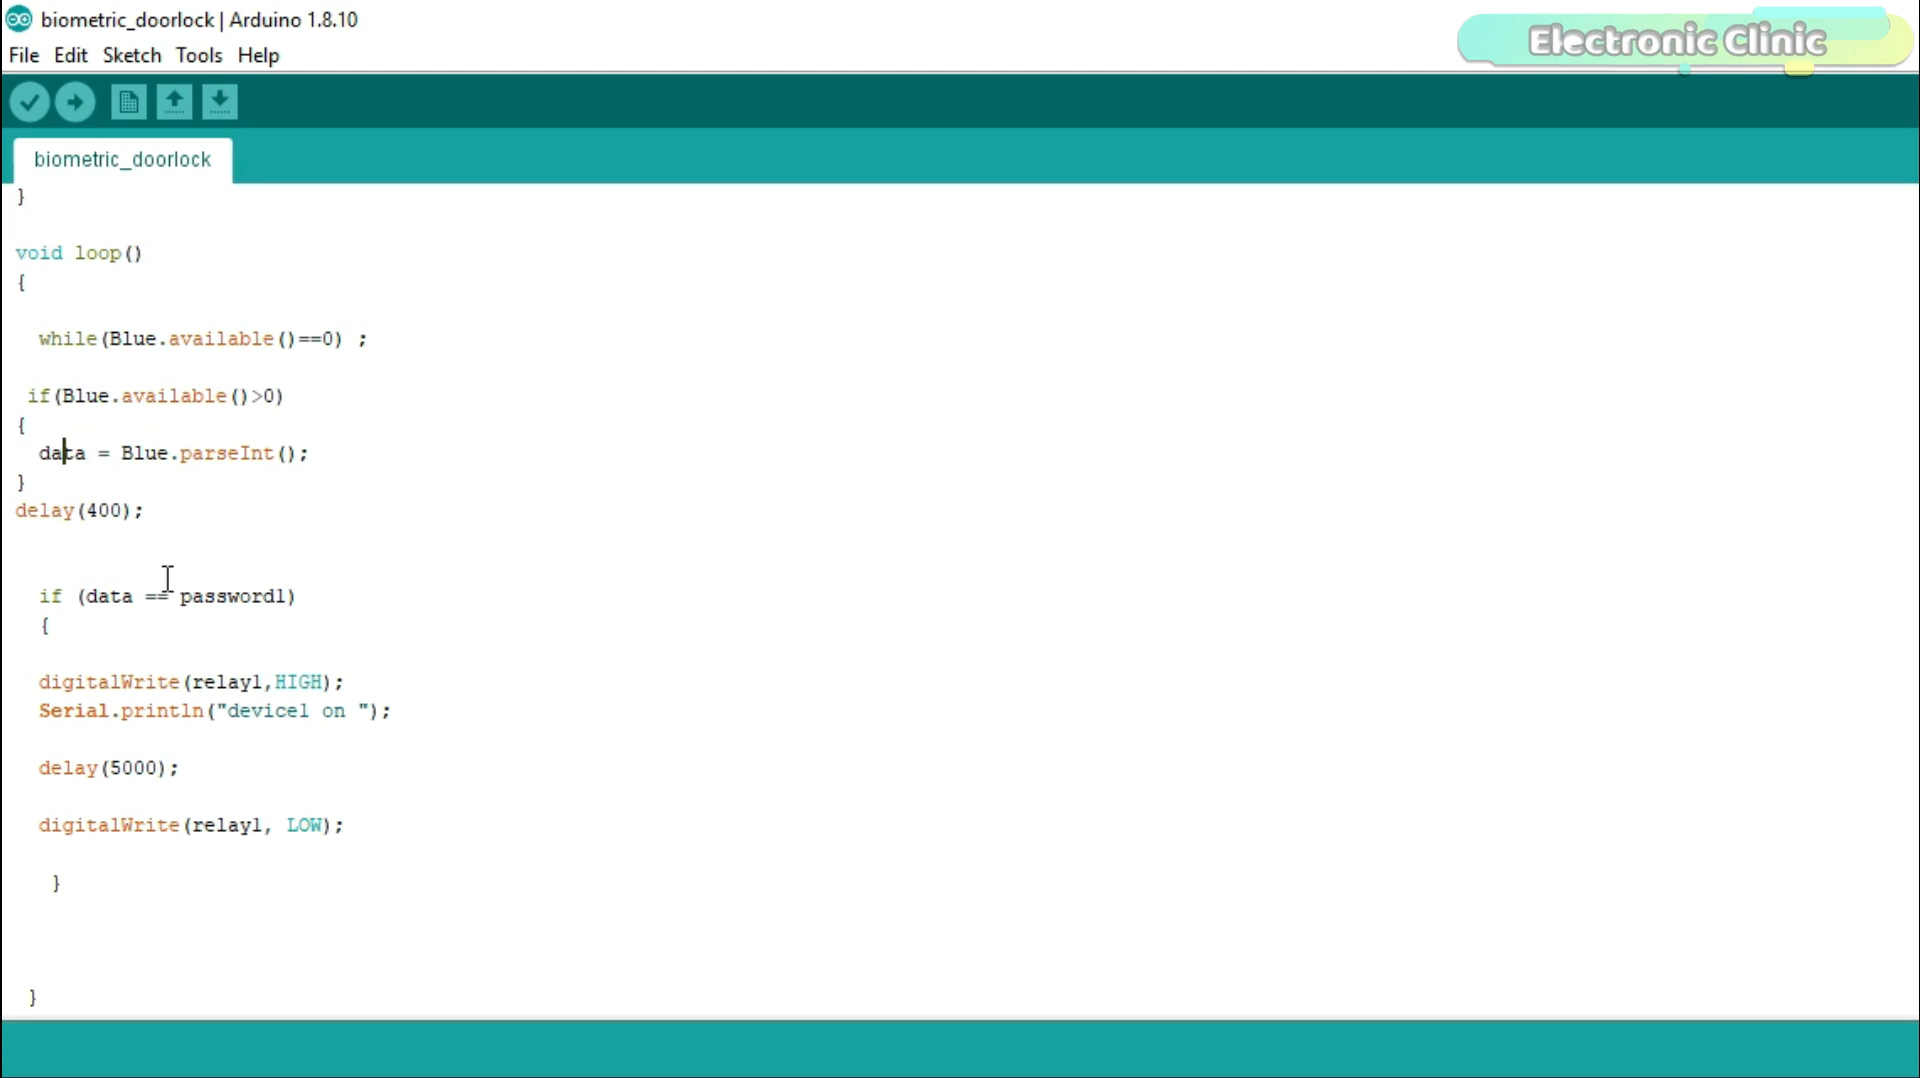 biometric_doorlock | Arduino 1.8.10
Electronic Clinic
File Edit Sketch Tools Help
biometric_doorlock
}
void loop()
{
while(Blue.available()==0) ;
if(Blue.available()>0)
{
data = Blue.parseInt();
}
delay(400);
if (data == password1)
{
digitalWrite(relay1,HIGH);
Serial.println("device1 on ");
delay(5000);
digitalWrite(relay1, LOW);
}
}